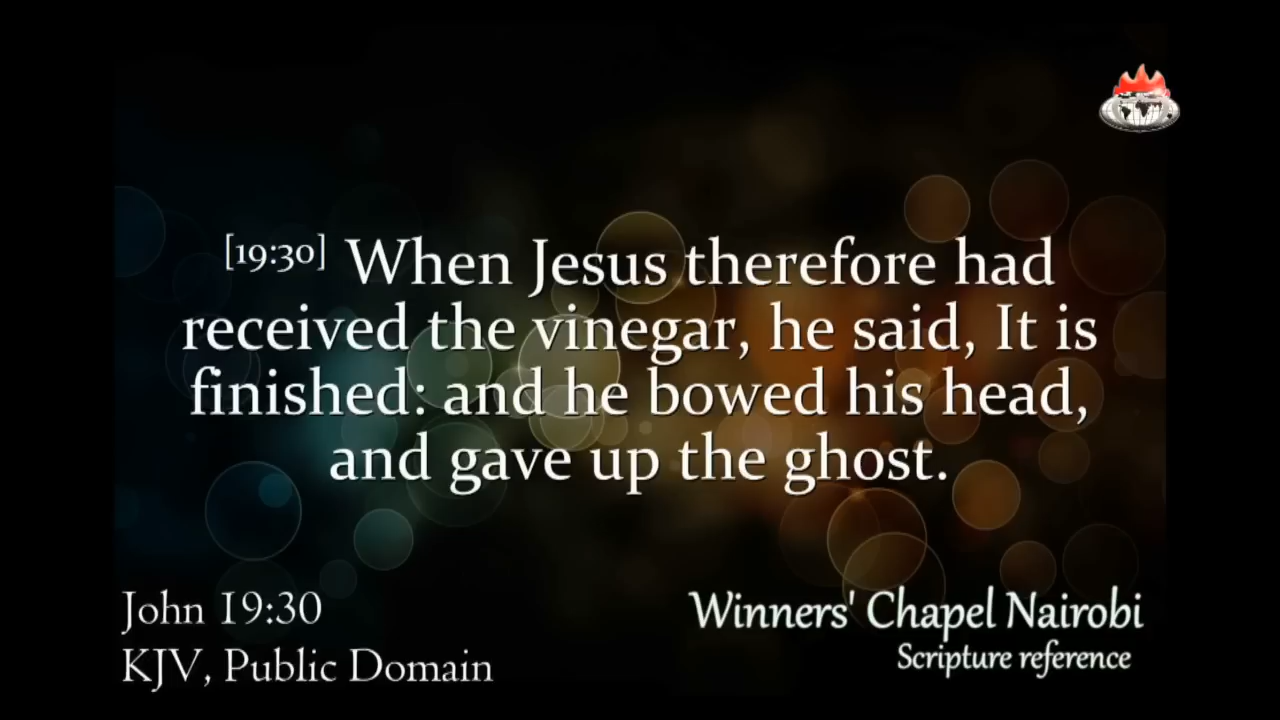 [19:30] When Jesus therefore had
received the vinegar, he said, It is
finished: and he bowed his head,
and gave up the ghost.
John 19:30
KJV, Public Domain
Winners' Chapel Nairobi
Scripture reference